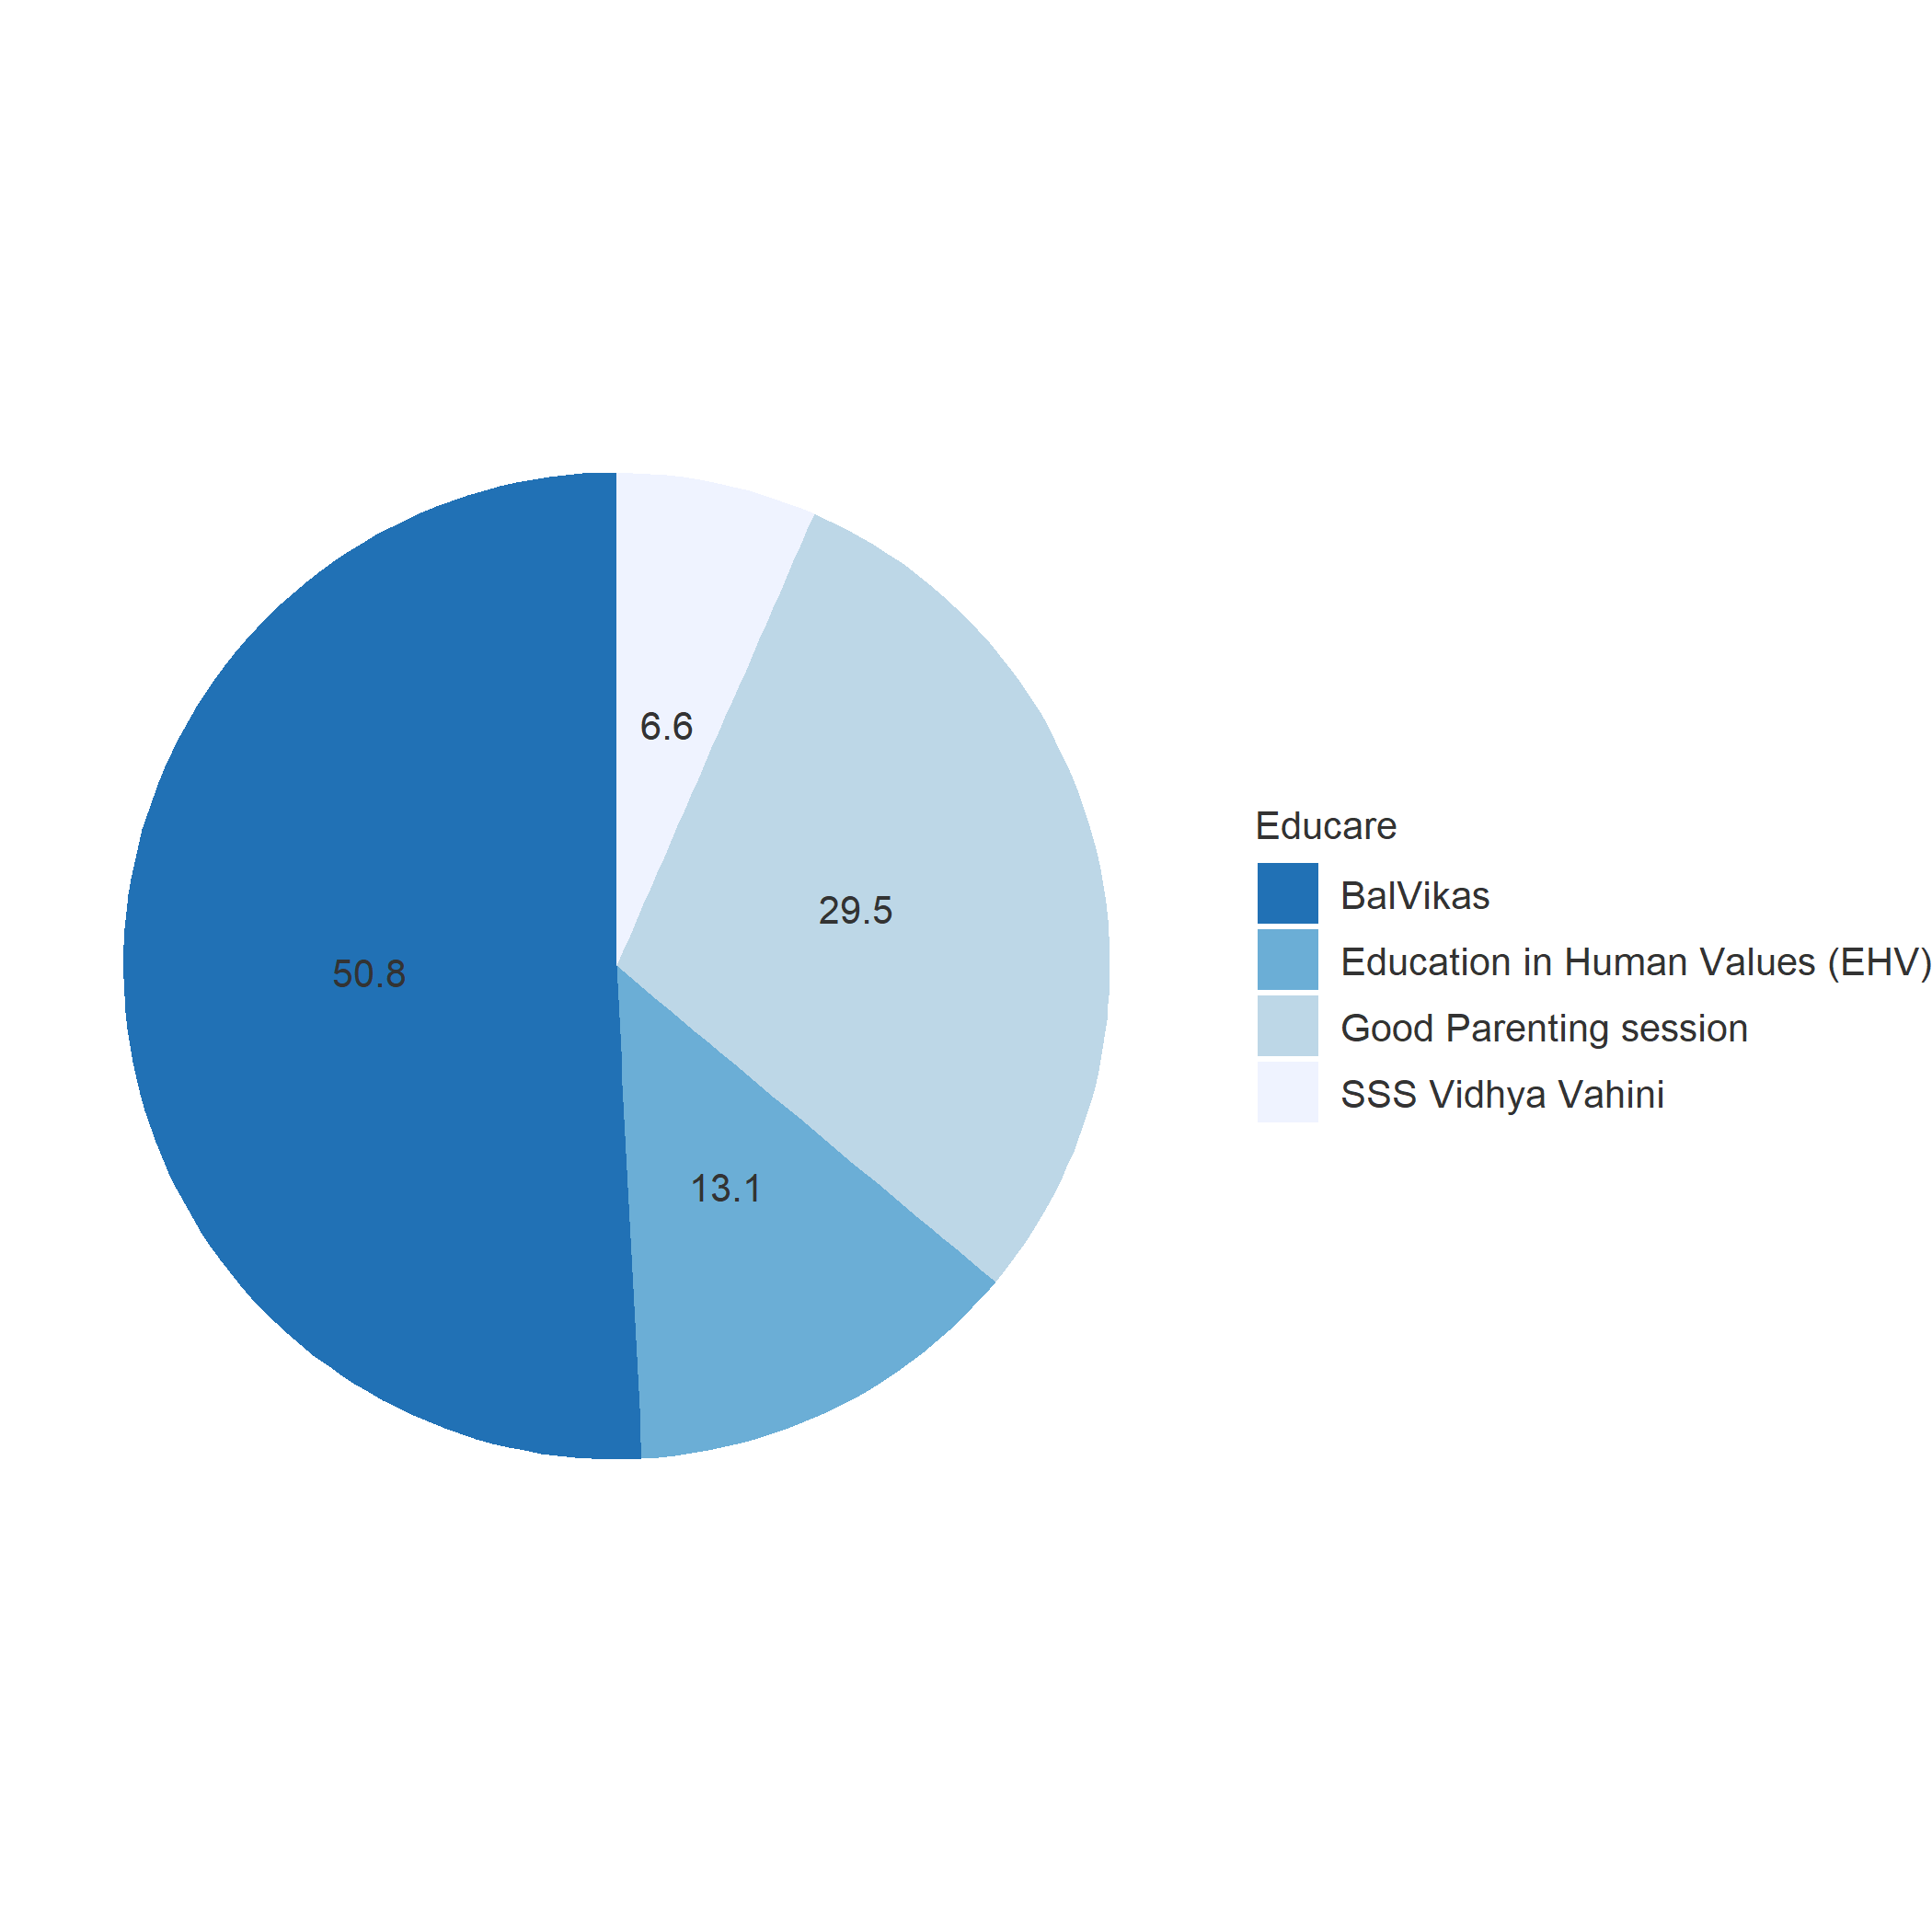 6.6
29.5
50.8
13.1
Educare
BalVikas
Education in Human Values (EHV)
Good Parenting session
SSS Vidhya Vahini